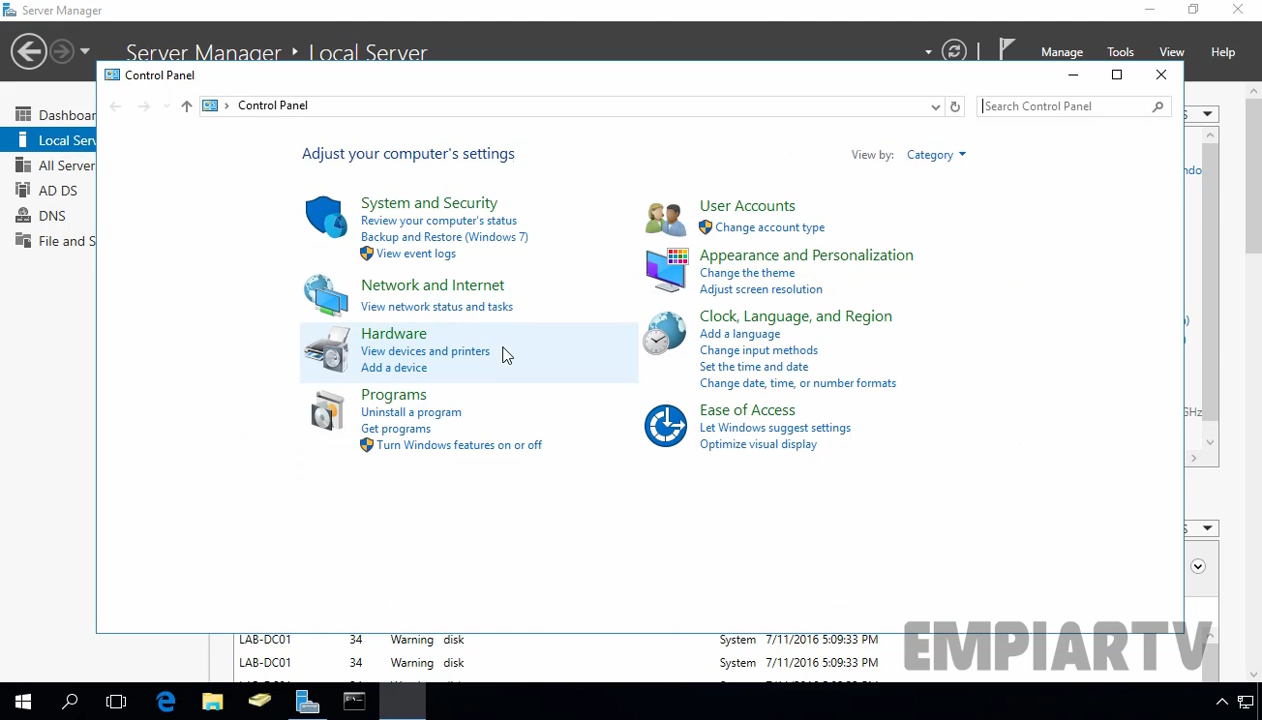 Server Manager
Server Manager ‣ Local Server
Manage Tools View Help
Control Panel
Control Panel
Search Control Panel
Dashboar
Local Serv
All Server
AD DS
DNS
File and S
Adjust your computer's settings
View by: Category
System and Security
Review your computer's status
Backup and Restore (Windows 7)
View event logs
Network and Internet
View network status and tasks
Hardware
View devices and printers
Add a device
Programs
Uninstall a program
Get programs
Turn Windows features on or off
User Accounts
Change account type
Appearance and Personalization
Change the theme
Adjust screen resolution
Clock, Language, and Region
Add a language
Change input methods
Set the time and date
Change date, time, or number formats
Ease of Access
Let Windows suggest settings
Optimize visual display
S
ndo
GHz
S
LAB-DC01 34 Warning disk System 7/11/2016 5:09:33 PM
LAB-DC01 34 Warning disk System 7/11/2016 5:09:33 PM
EMPIARTV